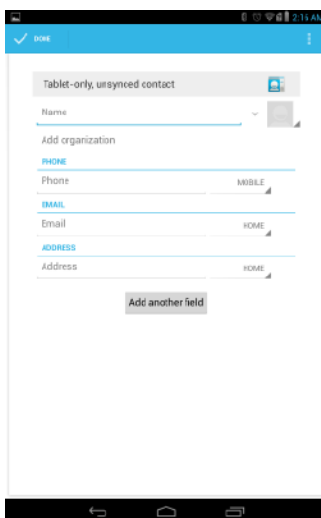 2:14 AM
DONE
Tablet-only, unsynced contact
Name
Add organization
PHONE
Phone MOBILE
EMAIL
Email HOME
ADDRESS
Address HOME
Add another field